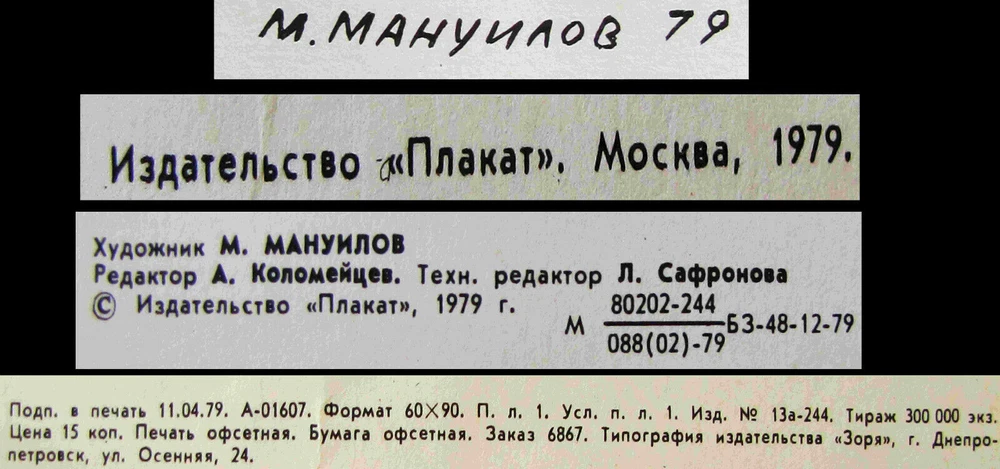 М. МАНУИЛОВ 79
Издательство «Плакат». Москва, 1979.
Художник М. МАНУИЛОВ
Редактор А. Коломейцев. Техн. редактор Л. Сафронова
© Издательство «Плакат», 1979 г.
М 80202-244
088(02)-79 БЗ-48-12-79
Подп. в печать 11.04.79. А-01607. Формат 60×90. П. л. 1. Усл. п. л. 1. Изд. № 13а-244. Тираж 300 000 экз.
Цена 15 коп. Печать офсетная. Бумага офсетная. Заказ 6867. Типография издательства «Зоря», г. Днепро-
петровск, ул. Осенняя, 24.